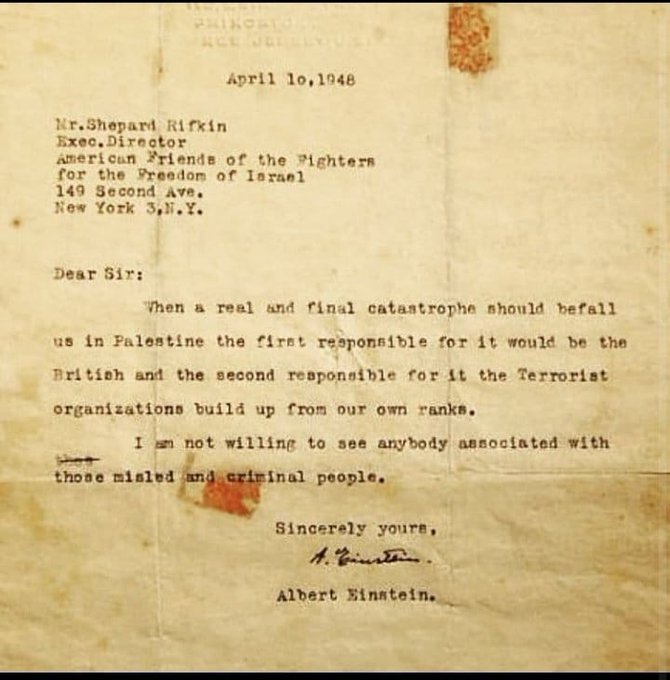 PRINCETON
NEW JERSEY, U.S.
April 1o,1948
Mr.Shepard Rifkin
Exec.Director
American Friends of the Fighters
for the Freedom of Israel
149 Second Ave.
New York 3,N.Y.
Dear Sir:
When a real and final catastrophe should befall
us in Palestine the first responsible for it would be the
British and the second responsible for it the Terrorist
organizations build up from our own ranks.
I am not willing to see anybody associated with
those misled and criminal people.
Sincerely yours,
A. Einstein.
Albert Einstein.